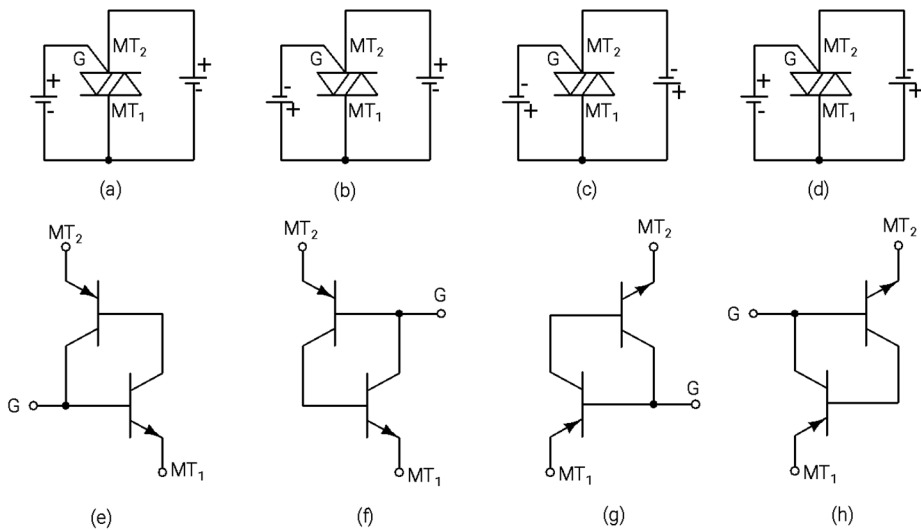 MT2 MT2 MT2 MT2
G G G G
+ + - + - - + -
- - + - + + - +
MT1 MT1 MT1 MT1
(a) (b) (c) (d)
MT2 MT2 MT2 MT2
G G
G G
MT1 MT1 MT1 MT1
(e) (f) (g) (h)